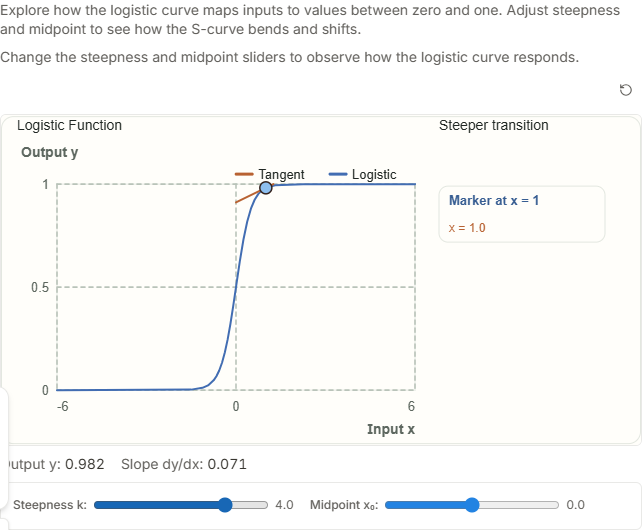 Explore how the logistic curve maps inputs to values between zero and one. Adjust steepness
and midpoint to see how the S-curve bends and shifts.
Change the steepness and midpoint sliders to observe how the logistic curve responds.
Logistic Function
Steeper transition
Output y
Tangent
Logistic
1
0.5
0
-6
0
6
Input x
Marker at x = 1
x = 1.0
utput y: 0.982 Slope dy/dx: 0.071
Steepness k: 4.0 Midpoint x₀: 0.0